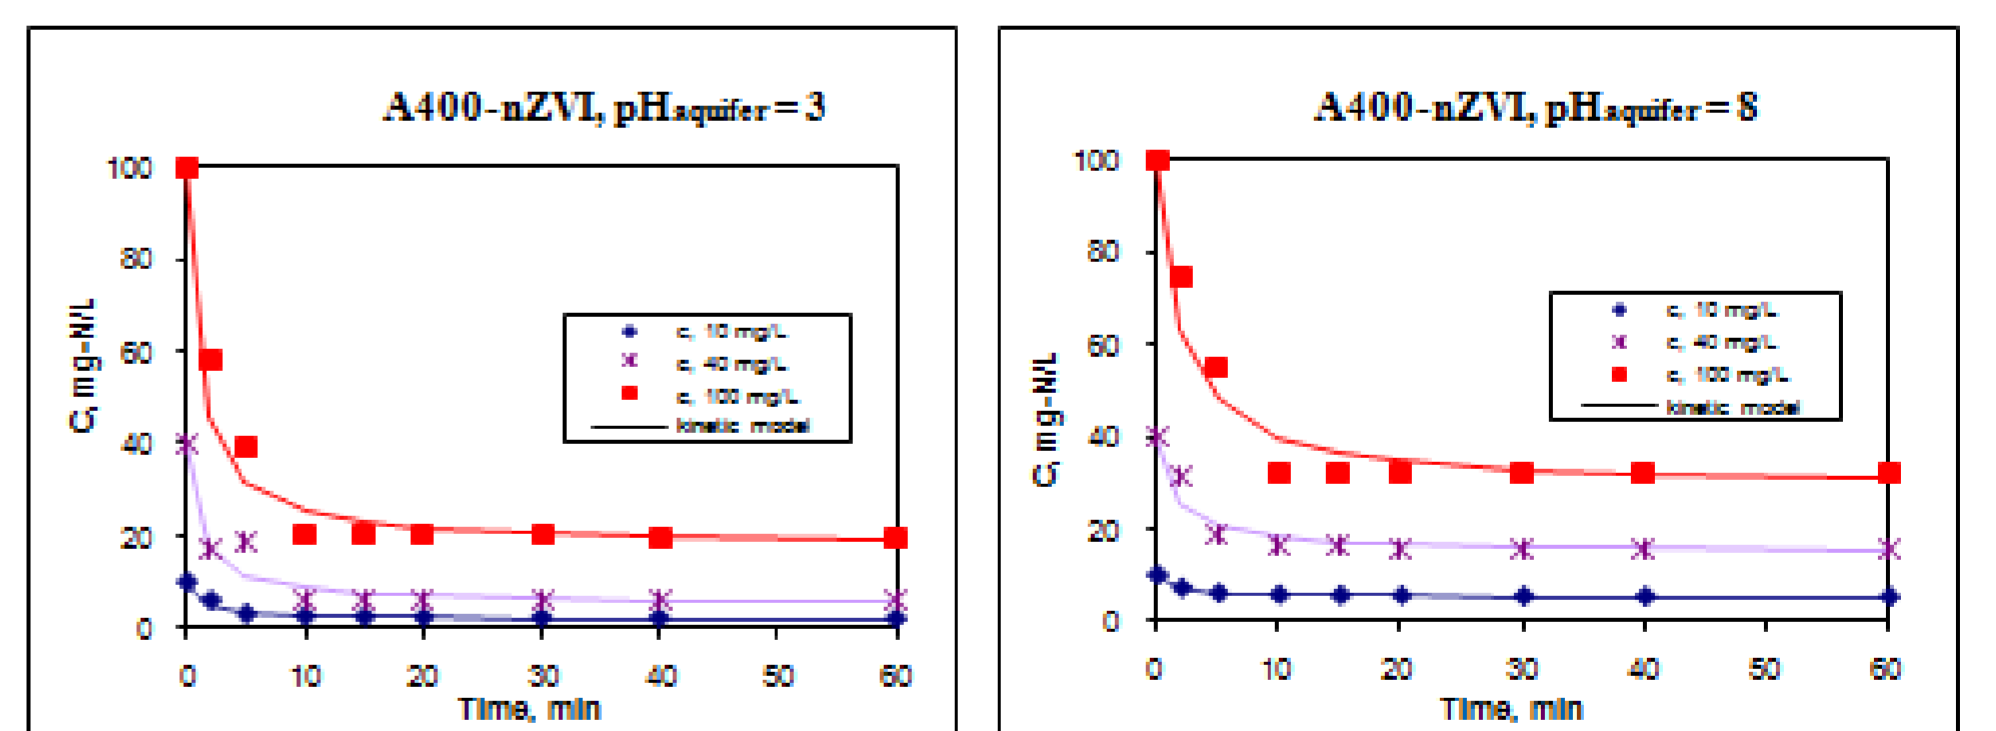 A400-nZVI, pHaquifer = 3
100
80
60
40
20
0
C, mg-N/L
c, 10 mg/L
c, 40 mg/L
c, 100 mg/L
kinetic model
0 10 20 30 40 50 60
Time, min
A400-nZVI, pHaquifer = 8
100
80
60
40
20
0
C, mg-N/L
c, 10 mg/L
c, 40 mg/L
c, 100 mg/L
kinetic model
0 10 20 30 40 50 60
Time, min